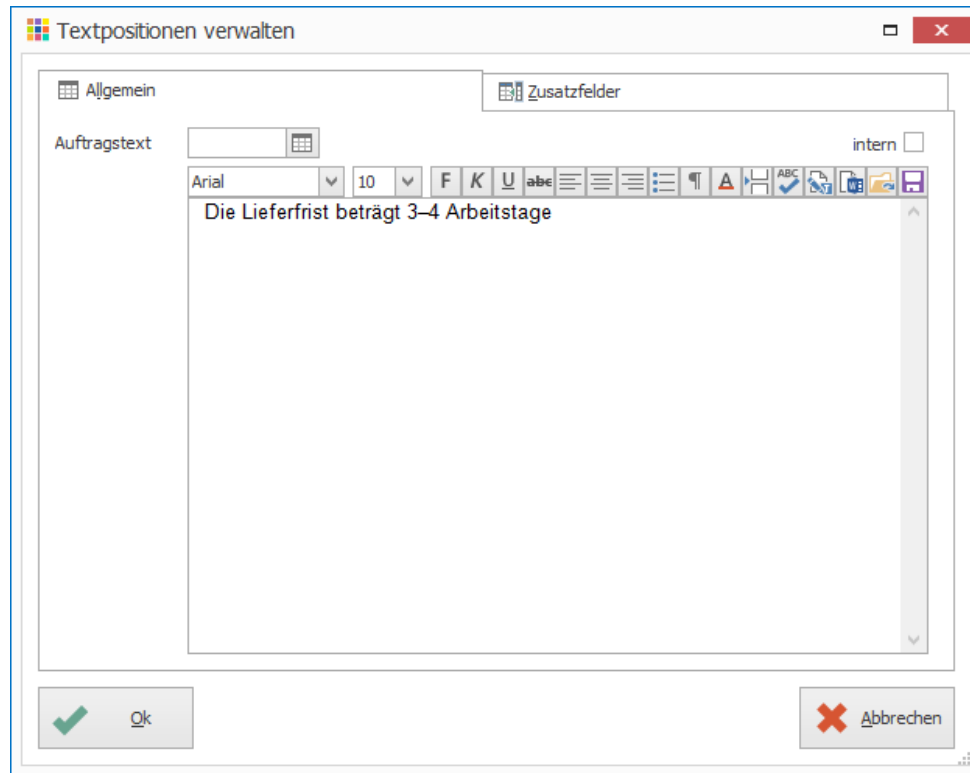 Textpositionen verwalten
Allgemein
Zusatzfelder
Auftragstext
intern
Arial
10
F K U abc ¶ A ABC
Die Lieferfrist beträgt 3–4 Arbeitstage
Ok
Abbrechen